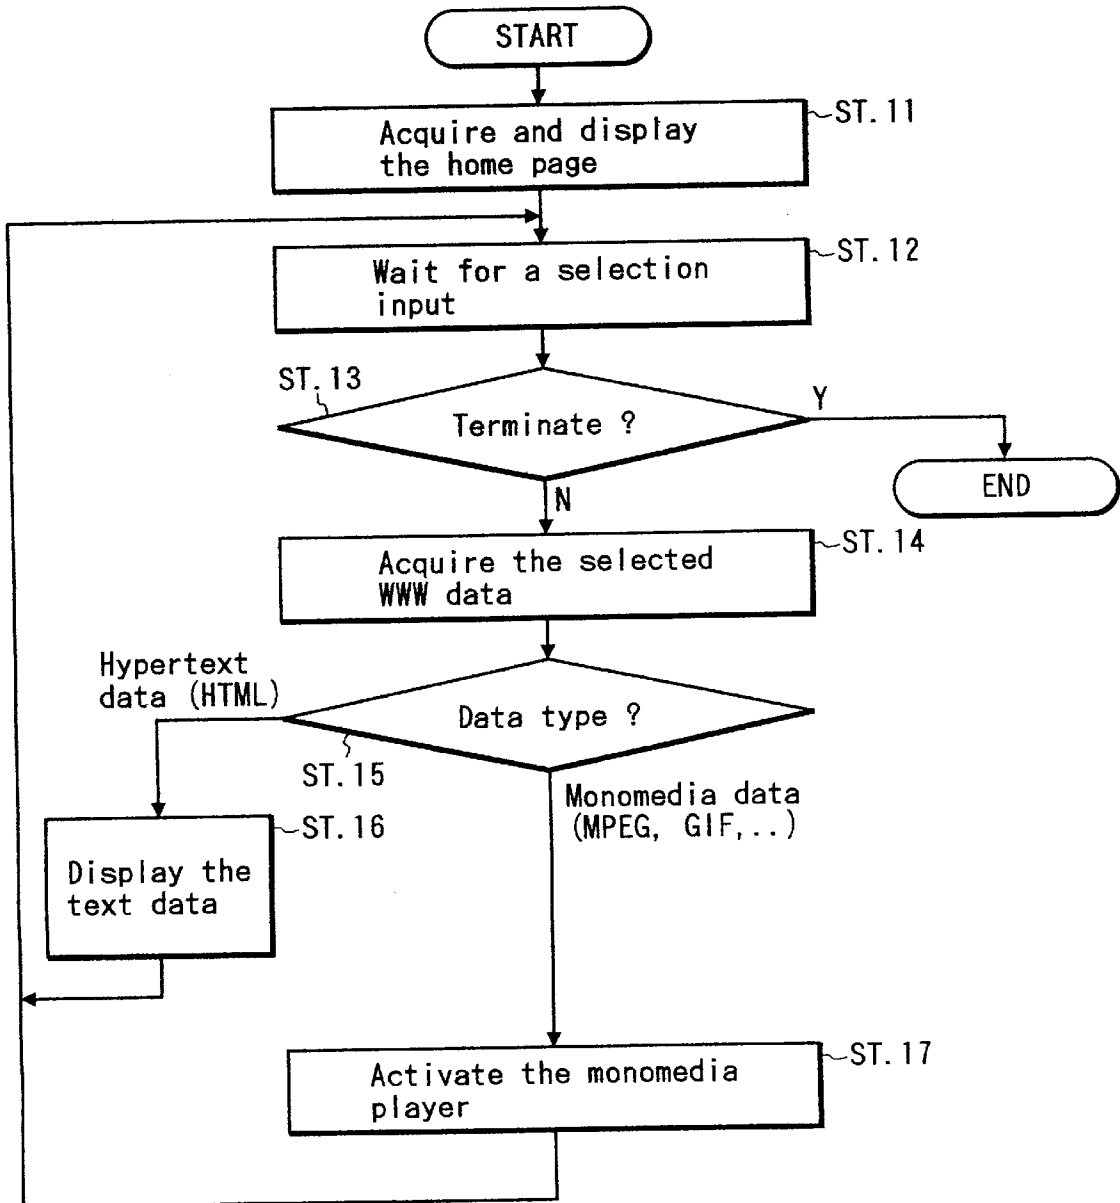 START
Acquire and display
the home page
ST.11
Wait for a selection
input
ST.12
ST.13
Terminate ?
Y
END
N
Acquire the selected
WWW data
ST.14
Hypertext
data (HTML)
Data type ?
ST.15
Monomedia data
(MPEG, GIF,..)
ST.16
Display the
text data
ST.17
Activate the monomedia
player